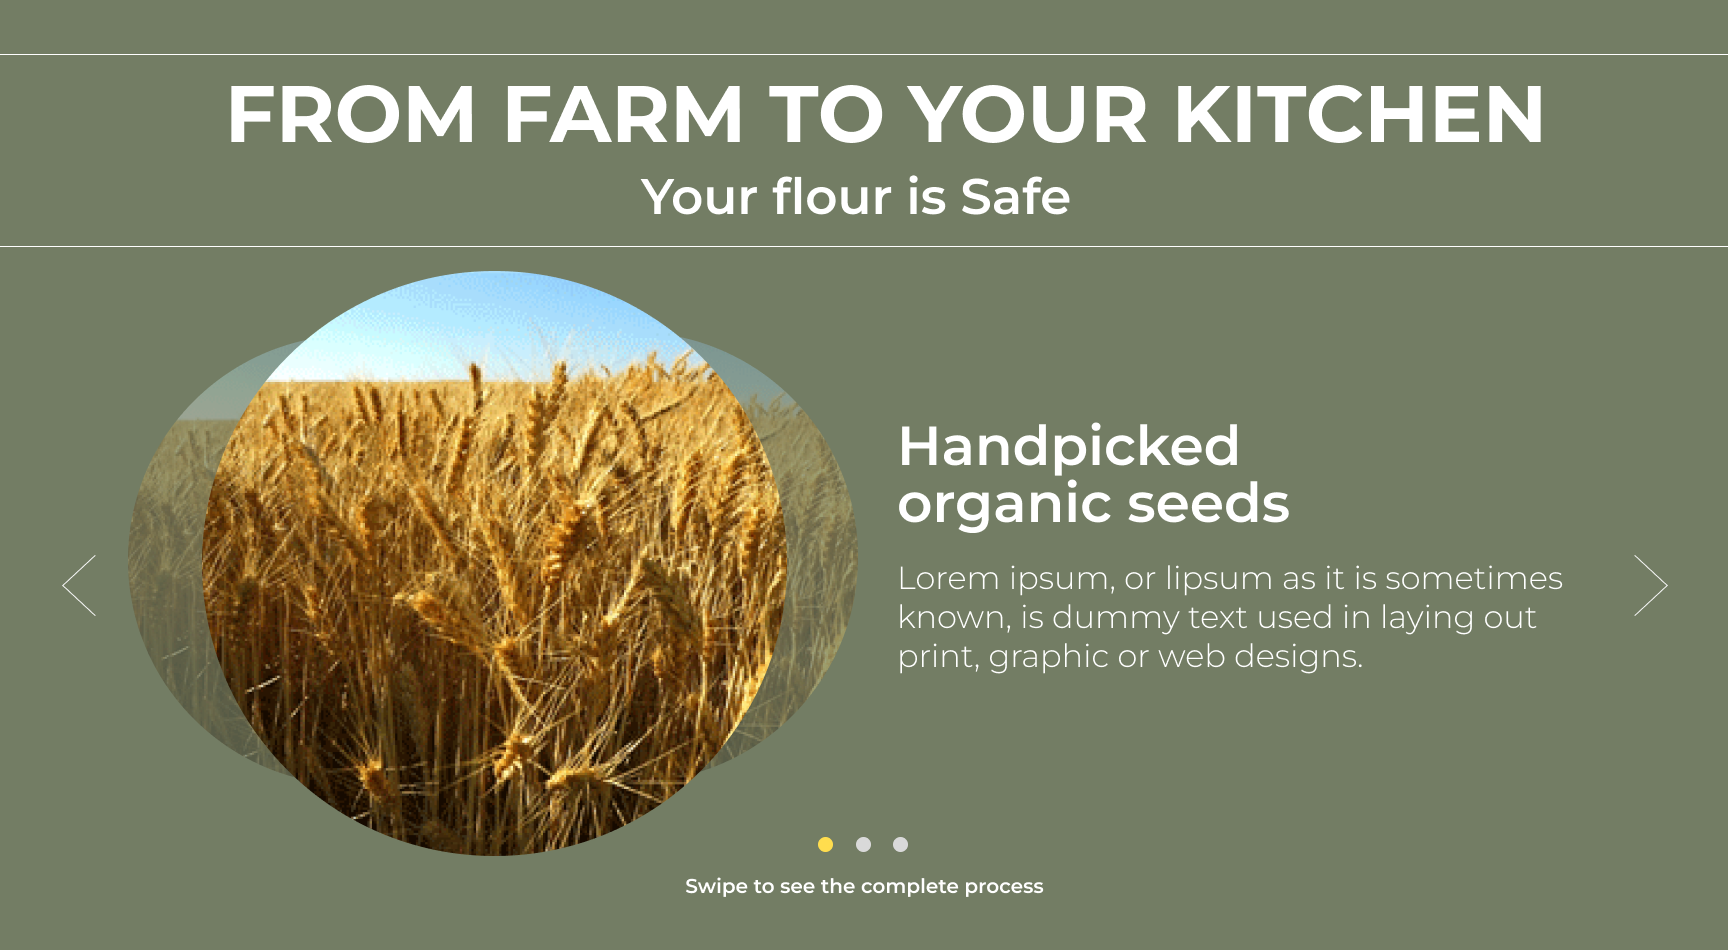 FROM FARM TO YOUR KITCHEN
Your flour is Safe
Handpicked
organic seeds
Lorem ipsum, or lipsum as it is sometimes
known, is dummy text used in laying out
print, graphic or web designs.
Swipe to see the complete process